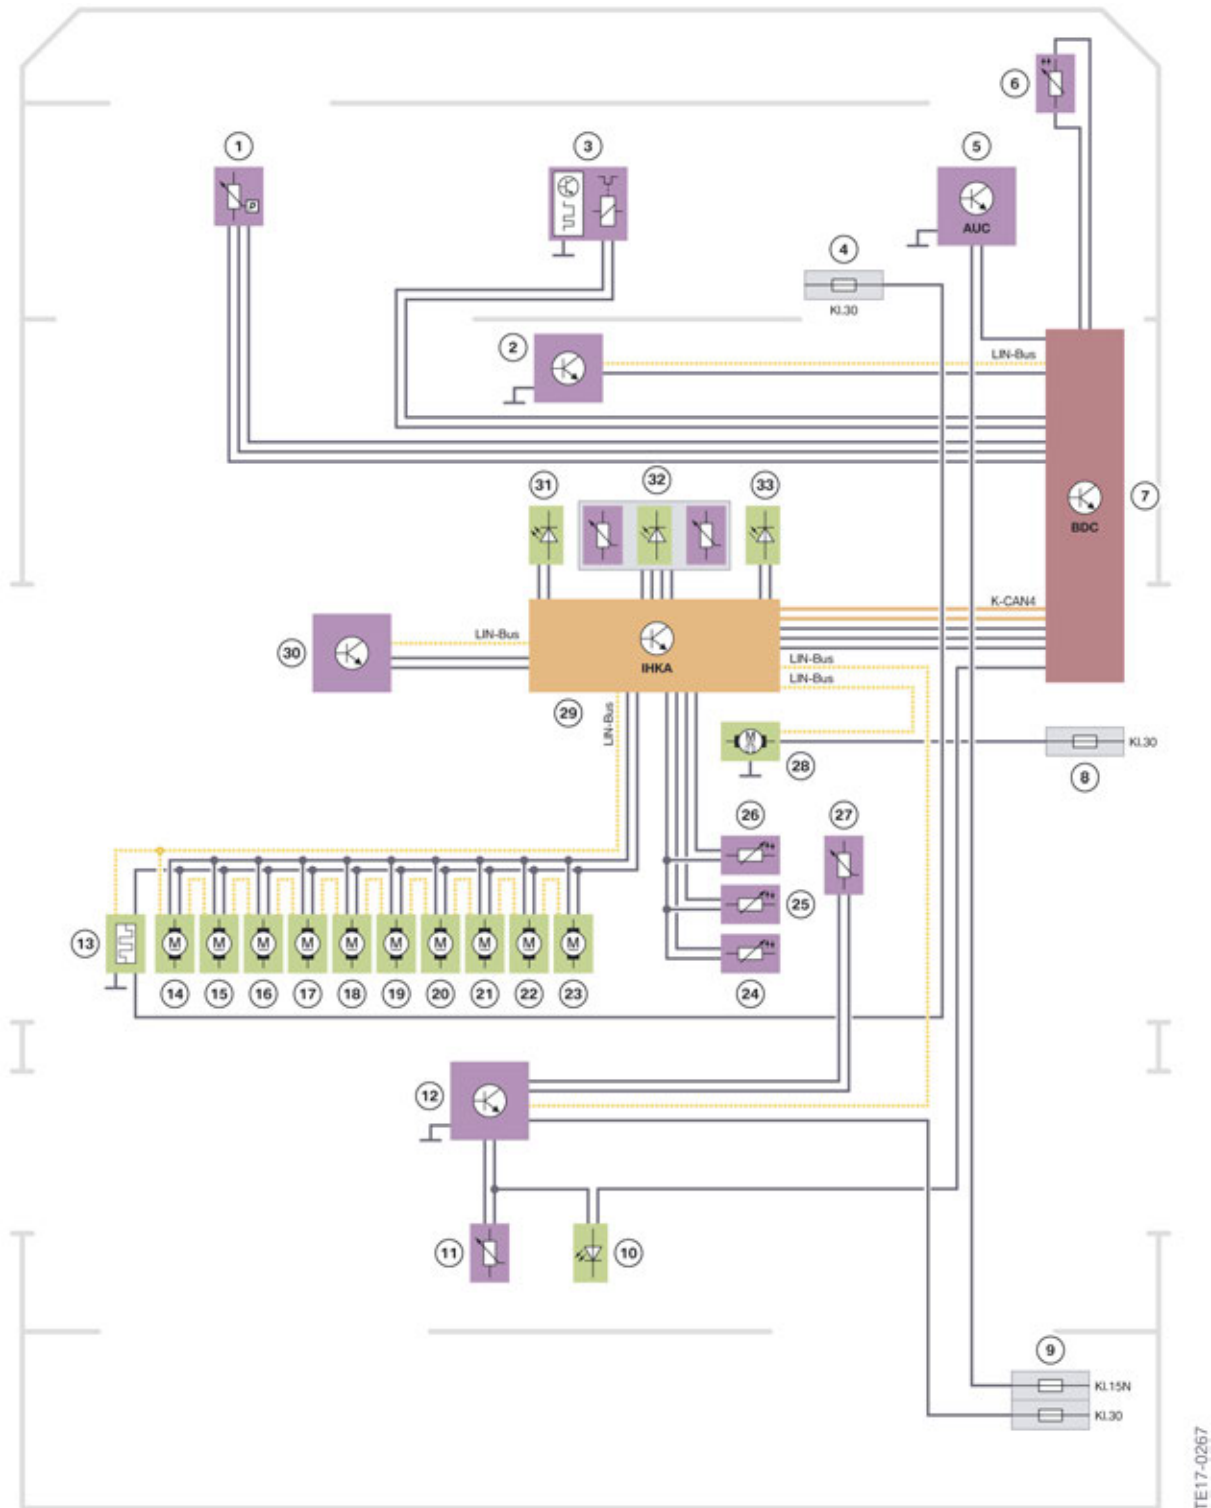 6
1
3
5
P
AUC
4
Kl.30
2
LIN-Bus
31
32
33
7
BDC
K-CAN4
30
LIN-Bus
IHKA
LIN-Bus
LIN-Bus
29
LIN-Bus
M
28
Kl.30
8
26
27
25
13
M M M M M M M M M M
14 15 16 17 18 19 20 21 22 23
24
12
11
10
9
Kl.15N
Kl.30
TE17-0267